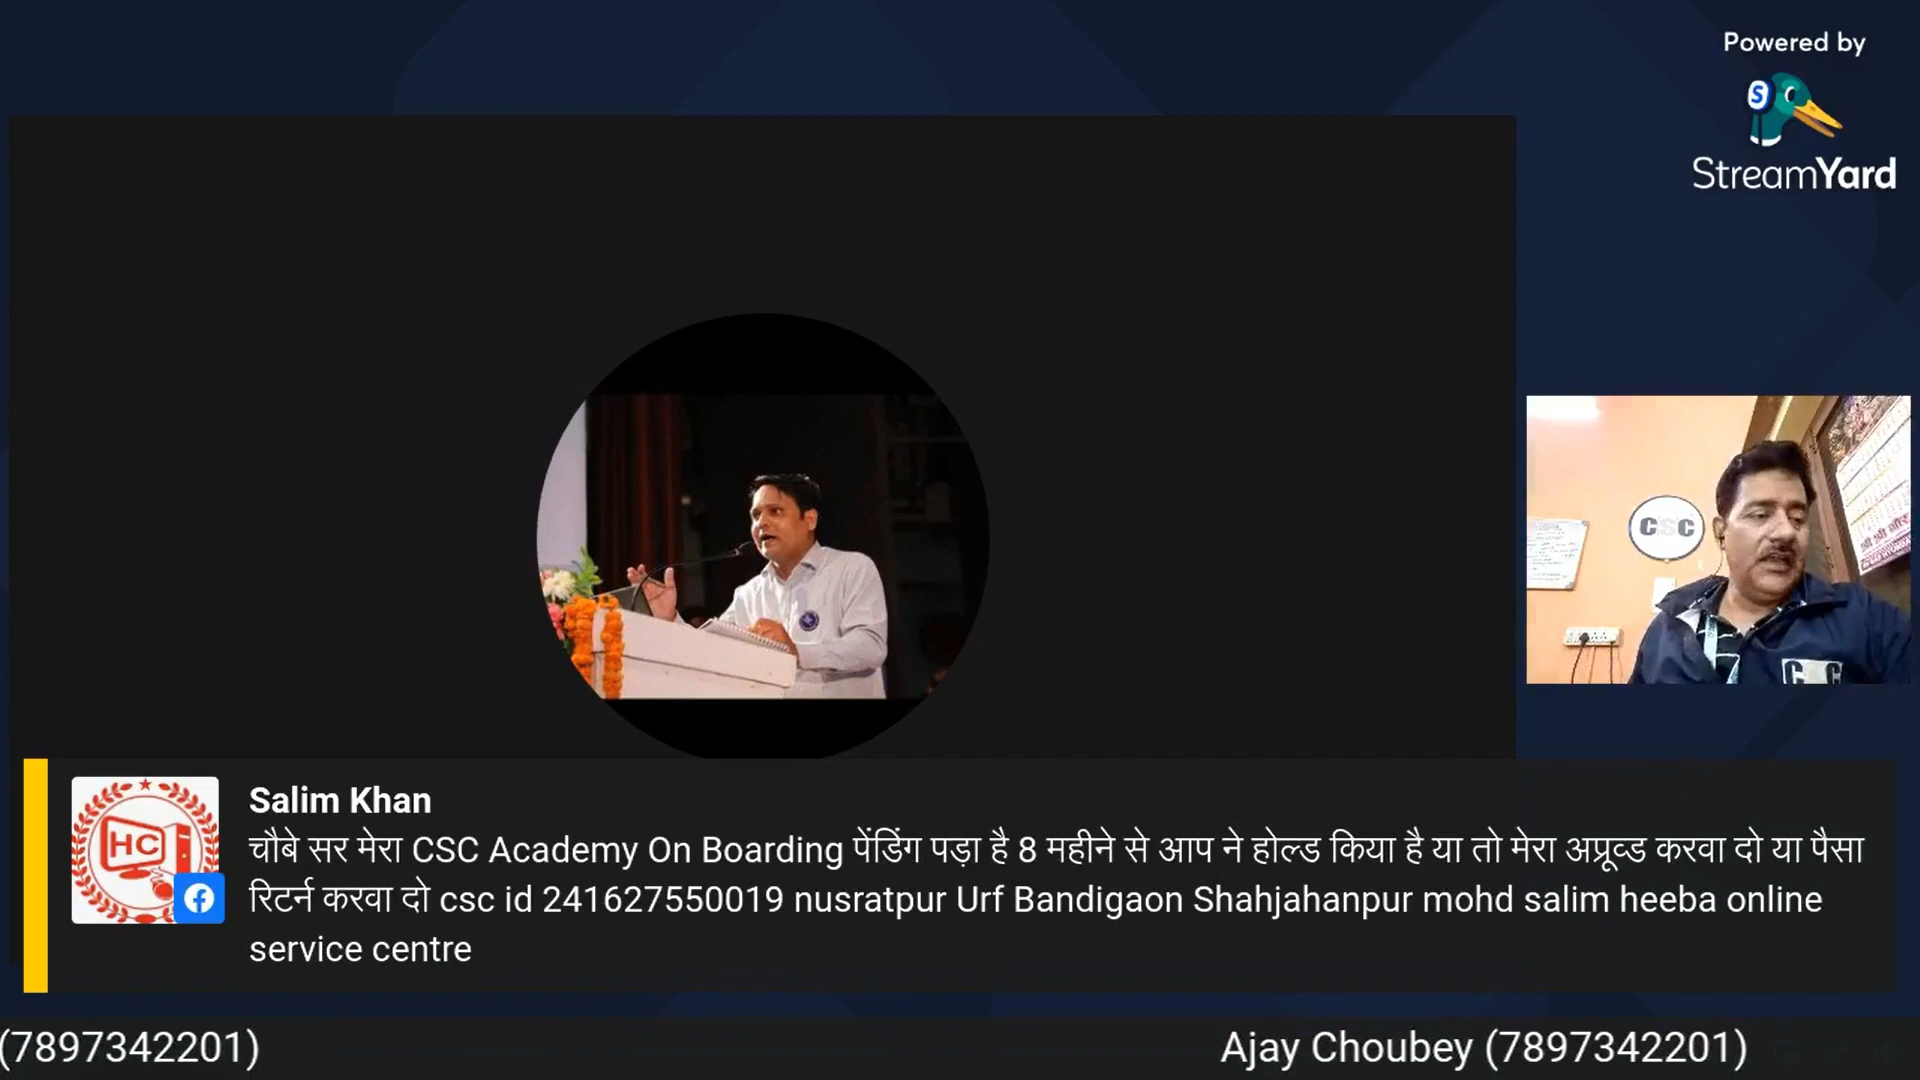 Powered by
S
StreamYard
CSC
Salim Khan
HC
चौबे सर मेरा CSC Academy On Boarding पेंडिंग पड़ा है 8 महीने से आप ने होल्ड किया है या तो मेरा अप्रूव्ड करवा दो या पैसा
रिटर्न करवा दो csc id 241627550019 nusratpur Urf Bandigaon Shahjahanpur mohd salim heeba online
service centre
(7897342201)
Ajay Choubey (7897342201)